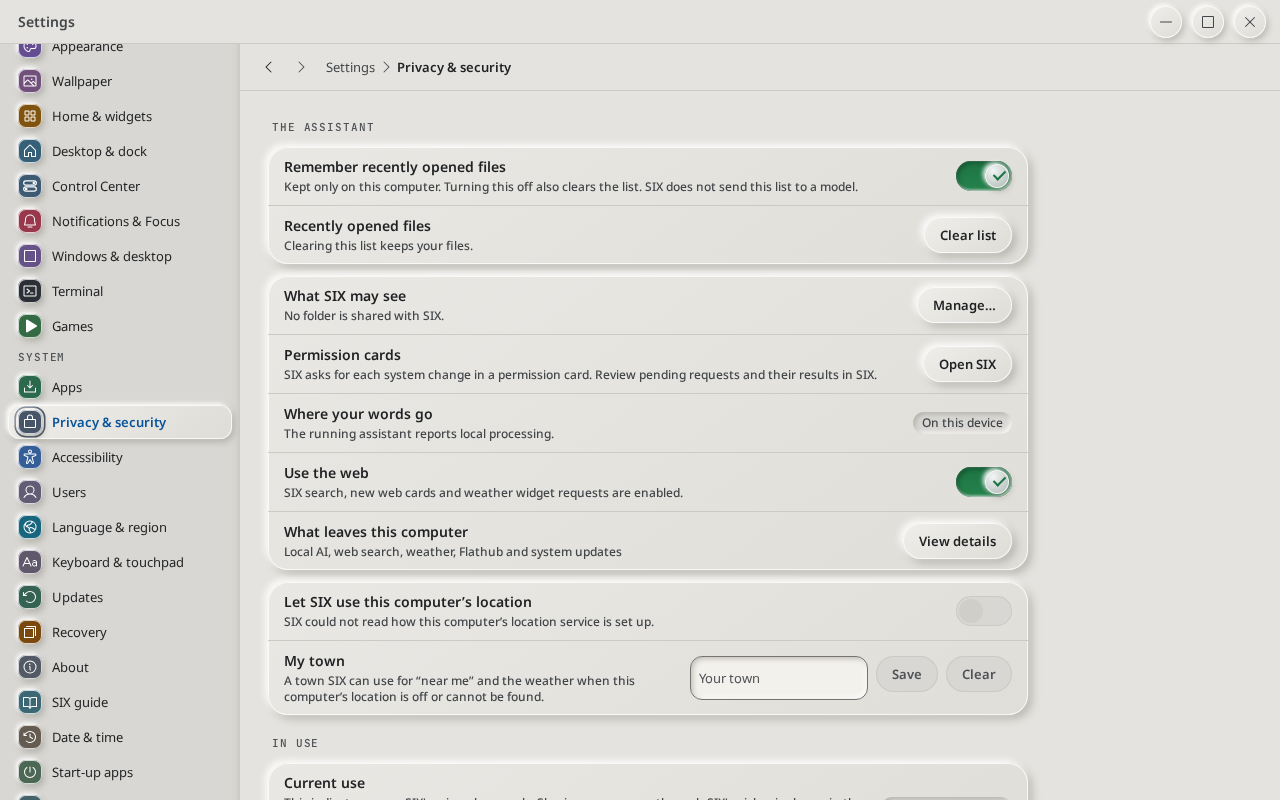 Settings
Appearance
Wallpaper
Home & widgets
Desktop & dock
Control Center
Notifications & Focus
Windows & desktop
Terminal
Games
SYSTEM
Apps
Privacy & security
Accessibility
Users
Language & region
Keyboard & touchpad
Updates
Recovery
About
SIX guide
Date & time
Start-up apps
Settings
Privacy & security
THE ASSISTANT
Remember recently opened files
Kept only on this computer. Turning this off also clears the list. SIX does not send this list to a model.
Recently opened files
Clearing this list keeps your files.
Clear list
What SIX may see
No folder is shared with SIX.
Manage…
Permission cards
SIX asks for each system change in a permission card. Review pending requests and their results in SIX.
Open SIX
Where your words go
The running assistant reports local processing.
On this device
Use the web
SIX search, new web cards and weather widget requests are enabled.
What leaves this computer
Local AI, web search, weather, Flathub and system updates
View details
Let SIX use this computer’s location
SIX could not read how this computer’s location service is set up.
My town
A town SIX can use for “near me” and the weather when this
computer’s location is off or cannot be found.
Your town
Save
Clear
IN USE
Current use